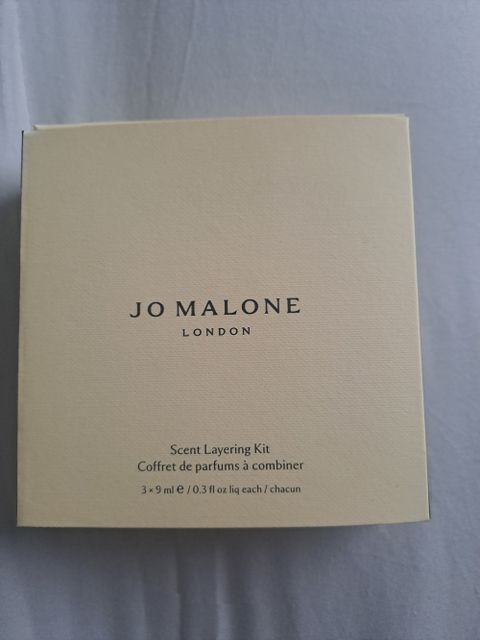 JO MALONE
LONDON
Scent Layering Kit
Coffret de parfums à combiner
3 × 9 ml ℮ / 0.3 fl oz liq each / chacun